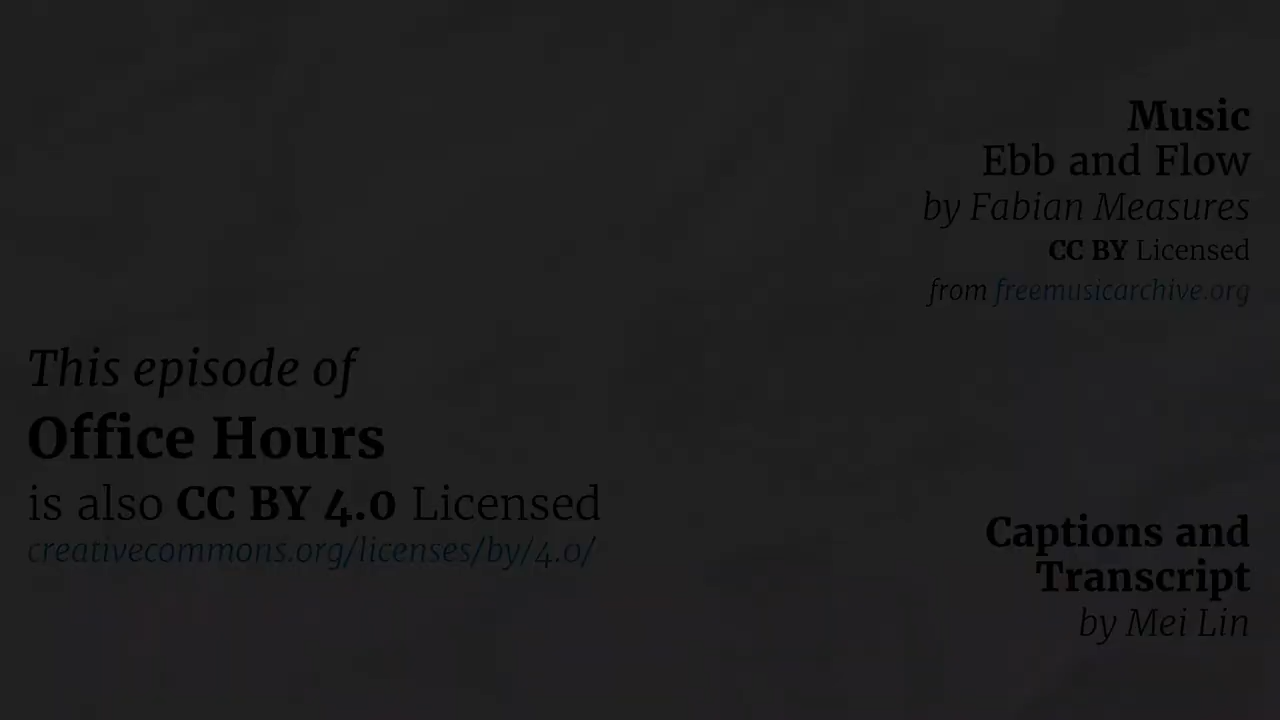 Music
Ebb and Flow
by Fabian Measures
CC BY Licensed
from freemusicarchive.org
This episode of
Office Hours
is also CC BY 4.0 Licensed
creativecommons.org/licenses/by/4.0/
Captions and
Transcript
by Mei Lin